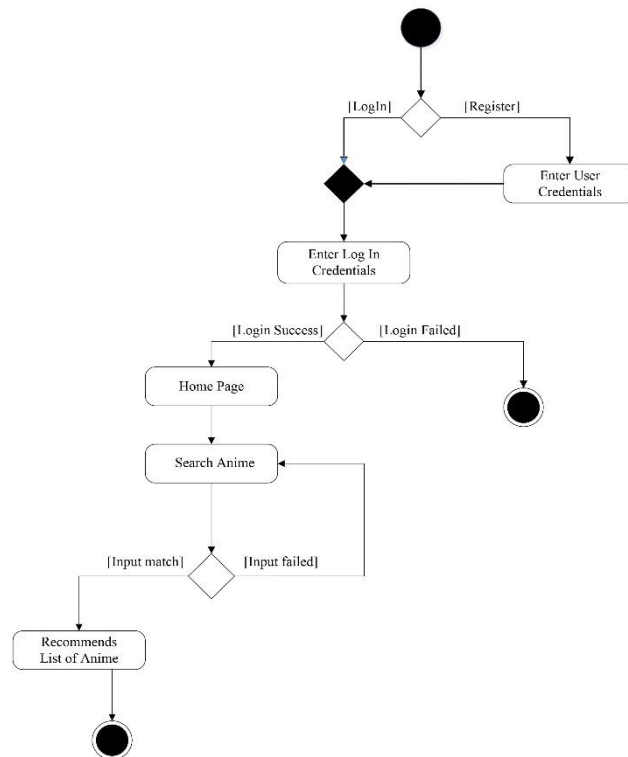 [LogIn]
[Register]
Enter User
Credentials
Enter Log In
Credentials
[Login Success]
[Login Failed]
Home Page
Search Anime
[Input match]
[Input failed]
Recommends
List of Anime